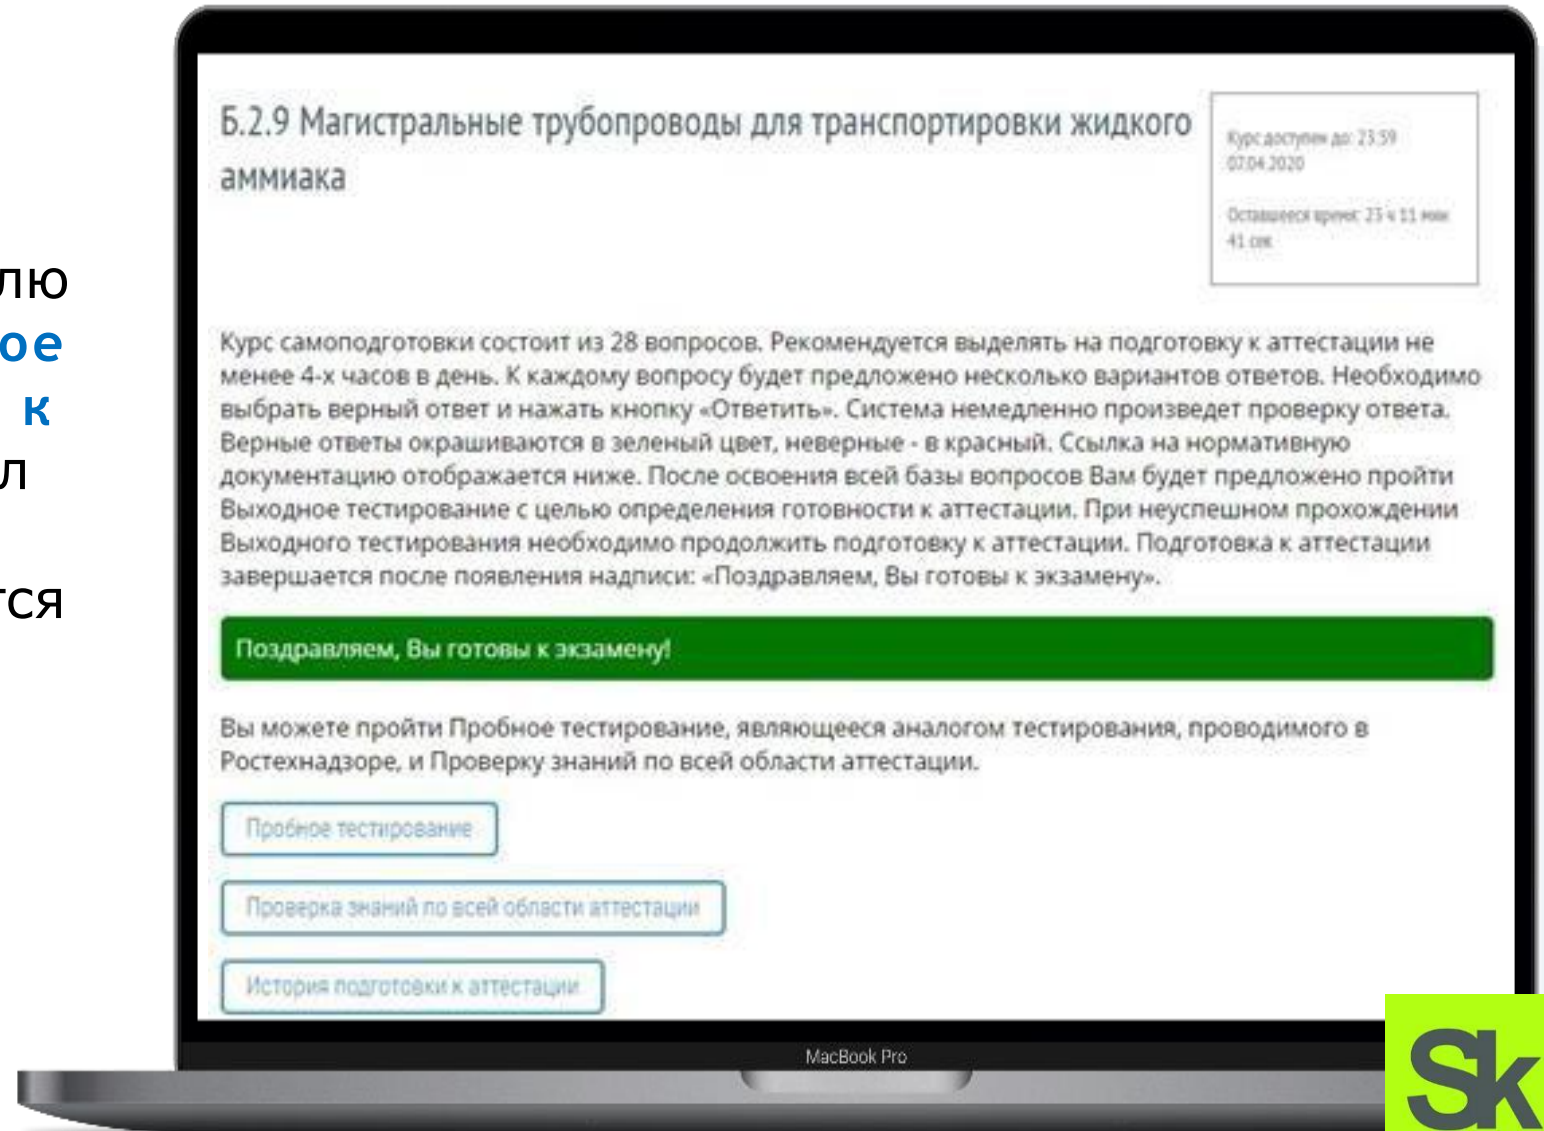 лю
ое
к
л
тся
Б.2.9 Магистральные трубопроводы для транспортировки жидкого
аммиака
Курс доступен до: 23:59
07.04.2020
Оставшееся время: 23 ч 11 мин
41 сек
Курс самоподготовки состоит из 28 вопросов. Рекомендуется выделять на подготовку к аттестации не
менее 4-х часов в день. К каждому вопросу будет предложено несколько вариантов ответов. Необходимо
выбрать верный ответ и нажать кнопку «Ответить». Система немедленно произведет проверку ответа.
Верные ответы окрашиваются в зеленый цвет, неверные - в красный. Ссылка на нормативную
документацию отображается ниже. После освоения всей базы вопросов Вам будет предложено пройти
Выходное тестирование с целью определения готовности к аттестации. При неуспешном прохождении
Выходного тестирования необходимо продолжить подготовку к аттестации. Подготовка к аттестации
завершается после появления надписи: «Поздравляем, Вы готовы к экзамену».
Поздравляем, Вы готовы к экзамену!
Вы можете пройти Пробное тестирование, являющееся аналогом тестирования, проводимого в
Ростехнадзоре, и Проверку знаний по всей области аттестации.
Пробное тестирование
Проверка знаний по всей области аттестации
История подготовки к аттестации
MacBook Pro
Sk